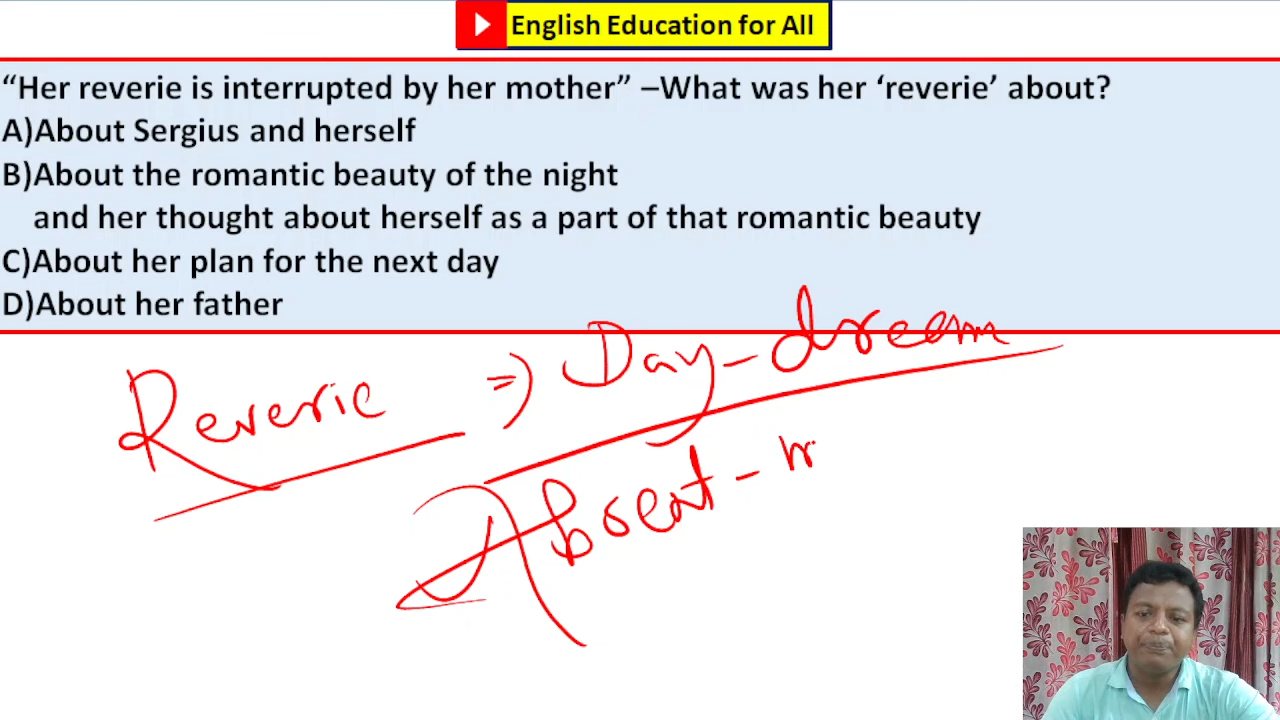 English Education for All
“Her reverie is interrupted by her mother” –What was her ‘reverie’ about?
A)About Sergius and herself
B)About the romantic beauty of the night
and her thought about herself as a part of that romantic beauty
C)About her plan for the next day
D)About her father
Reverie => Day-dream
Absent-m